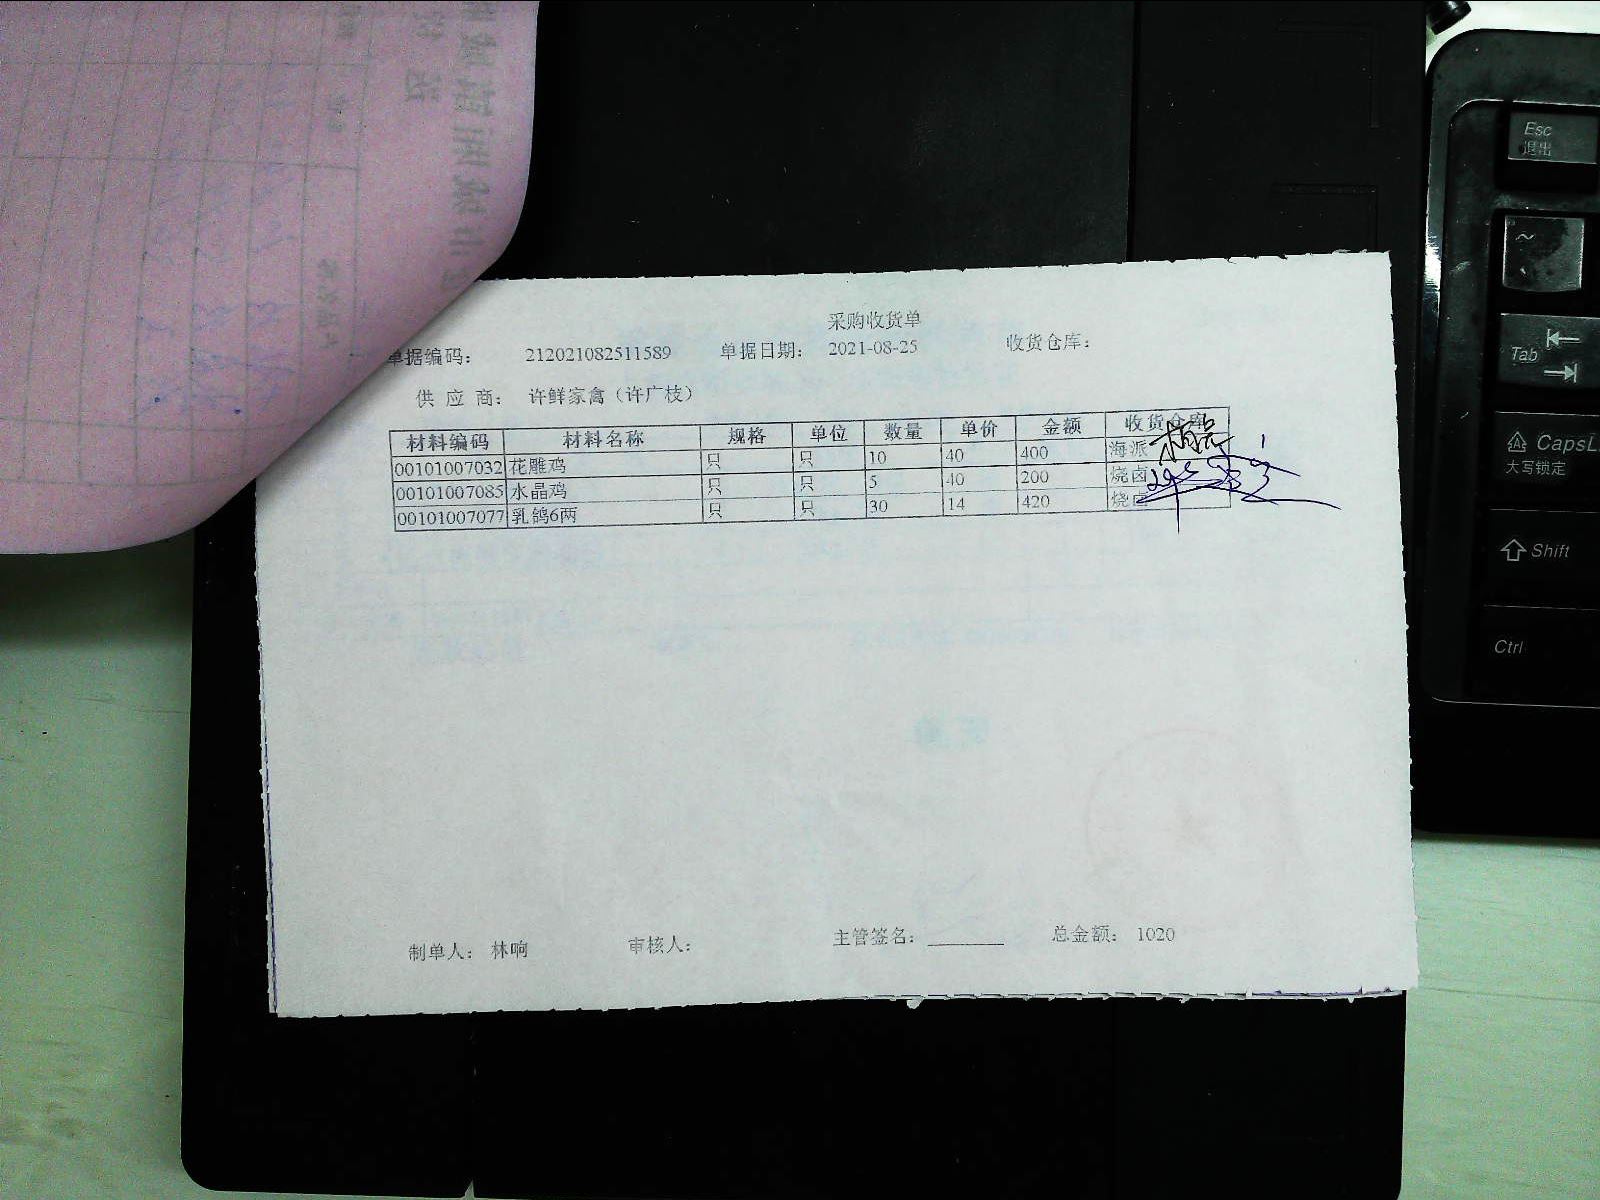 采购收货单
单据编码： 212021082511589 单据日期： 2021-08-25 收货仓库：
供 应 商： 许鲜家禽（许广枝）
材料编码 材料名称 规格 单位 数量 单价 金额 收货仓库
00101007032 花雕鸡 只 只 10 40 400 海派
00101007085 水晶鸡 只 只 5 40 200 烧卤
00101007077 乳鸽6两 只 只 30 14 420 烧卤
制单人： 林响 审核人： 主管签名： 总金额： 1020
Esc
退出
~
Tab
CapsL
大写锁定
Shift
Ctrl